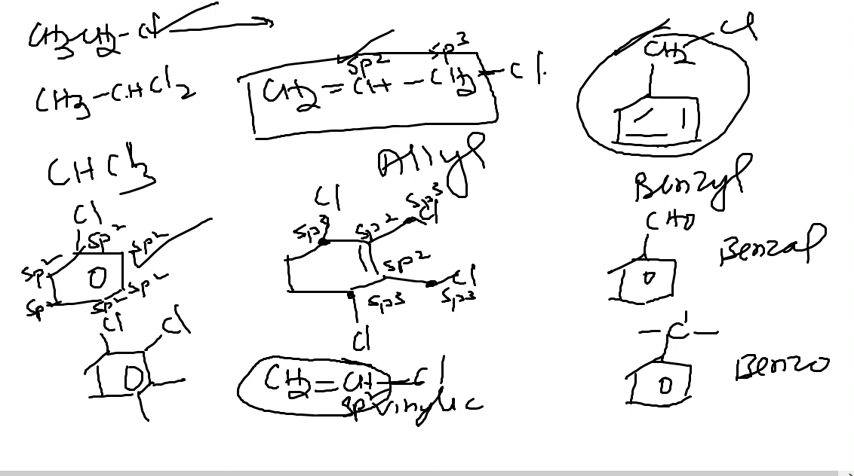 CH3CH2-Cl
CH3-CHCl2
CHCl3
Cl
sp2
sp2
sp2
sp2
sp2
sp2
Cl
Cl
sp2 sp3
CH2=CH-CH2-Cl
Allyl
Cl
sp3
Cl
sp3 sp2
sp2
Cl
sp3 sp3
Cl
CH2=CH-Cl
sp2 vinylic
Cl
CH2
Benzyl
CHO
Benzal
-C-
Benzo